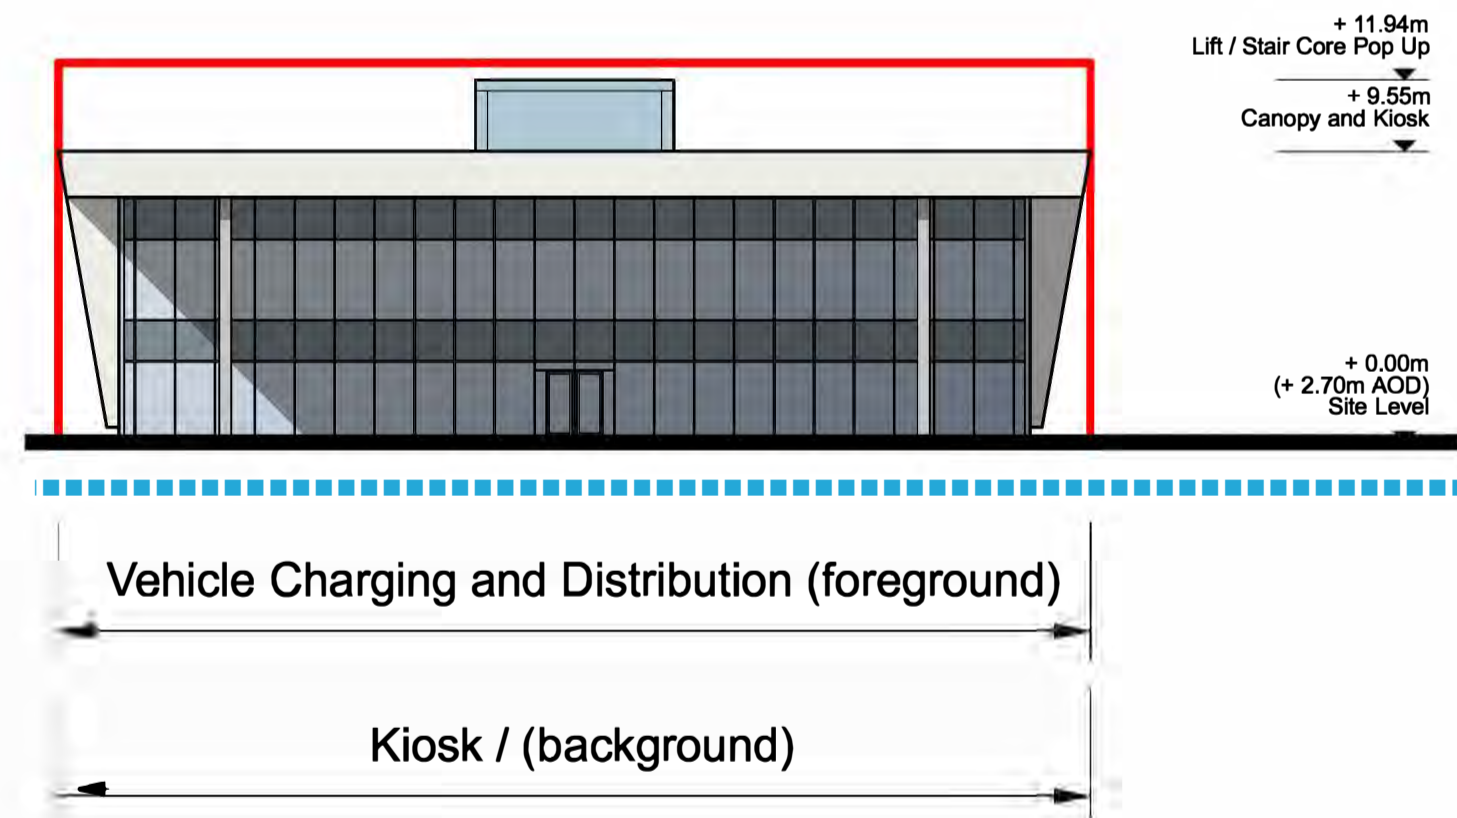 + 11.94m
Lift / Stair Core Pop Up
+ 9.55m
Canopy and Kiosk
+ 0.00m
(+ 2.70m AOD)
Site Level
Vehicle Charging and Distribution (foreground)
Kiosk / (background)